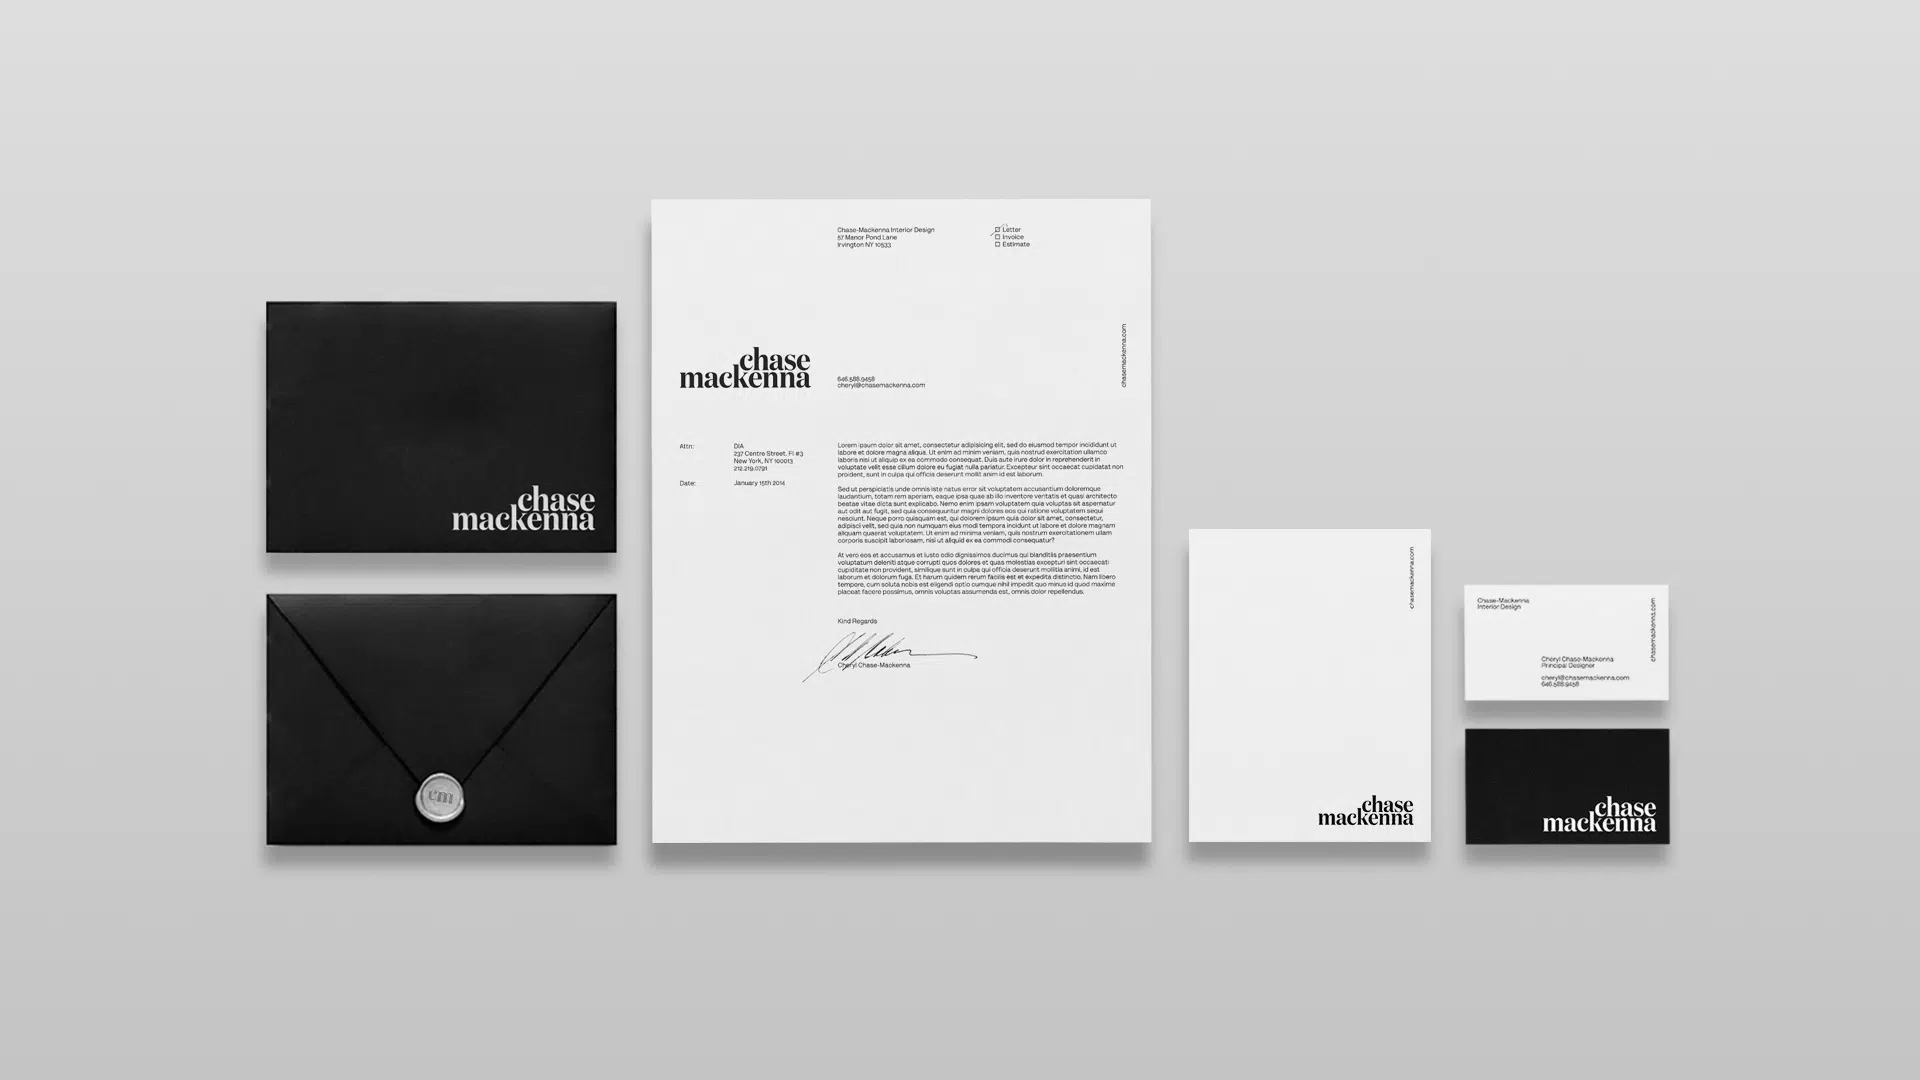 chase
mackenna
cm
Chase-Mackenna Interior Design
57 Manor Pond Lane
Irvington NY 10533
Letter
Invoice
Estimate
chase
mackenna
646.588.9458
cheryl@chasemackenna.com
chasemackenna.com
Attn:
DIA
237 Centre Street. Fl #3
New York, NY 100013
212.219.0791
Date:
January 15th 2014
Lorem ipsum dolor sit amet, consectetur adipisicing elit, sed do eiusmod tempor incididunt ut
labore et dolore magna aliqua. Ut enim ad minim veniam, quis nostrud exercitation ullamco
laboris nisi ut aliquip ex ea commodo consequat. Duis aute irure dolor in reprehenderit in
voluptate velit esse cillum dolore eu fugiat nulla pariatur. Excepteur sint occaecat cupidatat non
proident, sunt in culpa qui officia deserunt mollit anim id est laborum.
Sed ut perspiciatis unde omnis iste natus error sit voluptatem accusantium doloremque
laudantium, totam rem aperiam, eaque ipsa quae ab illo inventore veritatis et quasi architecto
beatae vitae dicta sunt explicabo. Nemo enim ipsam voluptatem quia voluptas sit aspernatur
aut odit aut fugit, sed quia consequuntur magni dolores eos qui ratione voluptatem sequi
nesciunt. Neque porro quisquam est, qui dolorem ipsum quia dolor sit amet, consectetur,
adipisci velit, sed quia non numquam eius modi tempora incidunt ut labore et dolore magnam
aliquam quaerat voluptatem. Ut enim ad minima veniam, quis nostrum exercitationem ullam
corporis suscipit laboriosam, nisi ut aliquid ex ea commodi consequatur?
At vero eos et accusamus et iusto odio dignissimos ducimus qui blanditiis praesentium
voluptatum deleniti atque corrupti quos dolores et quas molestias excepturi sint occaecati
cupiditate non provident, similique sunt in culpa qui officia deserunt mollitia animi, id est
laborum et dolorum fuga. Et harum quidem rerum facilis est et expedita distinctio. Nam libero
tempore, cum soluta nobis est eligendi optio cumque nihil impedit quo minus id quod maxime
placeat facere possimus, omnis voluptas assumenda est, omnis dolor repellendus.
Kind Regards
Cheryl Chase-Mackenna
chasemackenna.com
chase
mackenna
Chase-Mackenna
Interior Design
chasemackenna.com
Cheryl Chase-Mackenna
Principal Designer
cheryl@chasemackenna.com
646.588.9458
chase
mackenna